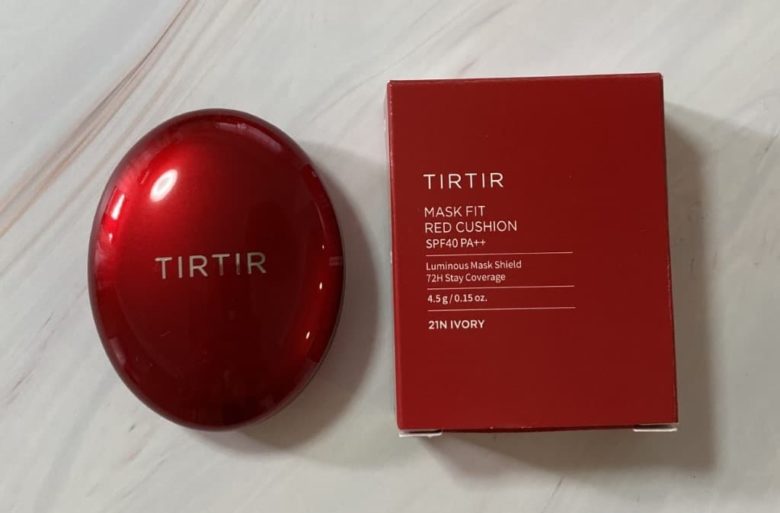 TIRTIR
TIRTIR
MASK FIT
RED CUSHION
SPF40 PA++
Luminous Mask Shield
72H Stay Coverage
4.5 g / 0.15 oz.
21N IVORY